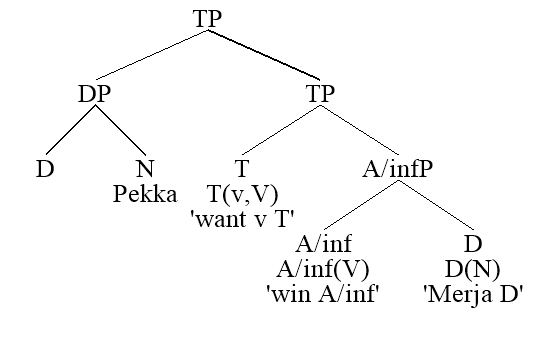 TP
DP TP
D N T A/infP
Pekka T(v,V)
'want v T'
A/inf D
A/inf(V) D(N)
'win A/inf' 'Merja D'